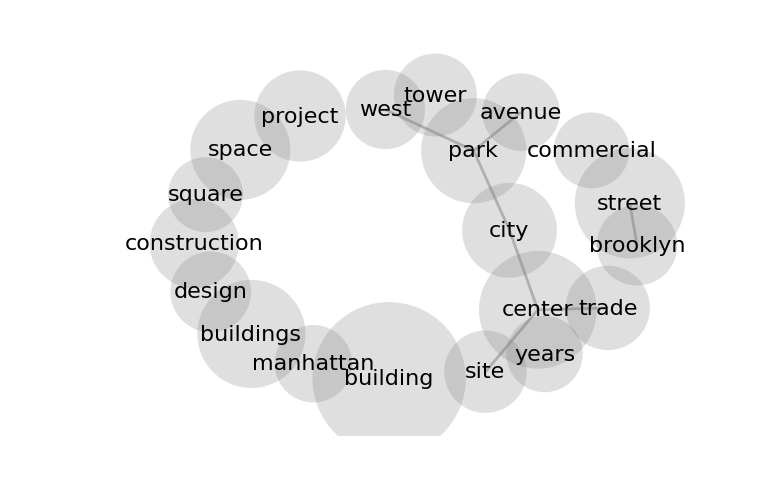 tower
west
avenue
project
space
park
commercial
square
street
city
construction
brooklyn
design
center
trade
buildings
years
manhattan
site
building